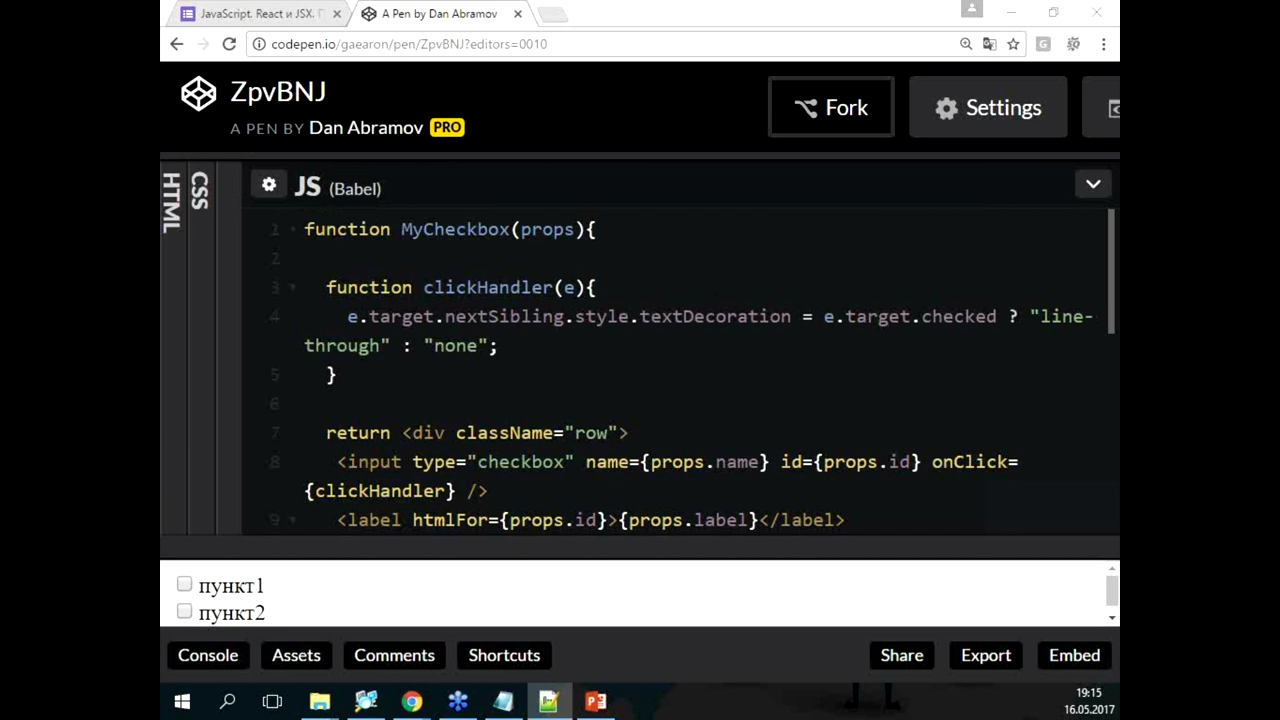 JavaScript. React и JSX.
A Pen by Dan Abramov
codepen.io/gaearon/pen/ZpvBNJ?editors=0010
ZpvBNJ
A PEN BY Dan Abramov PRO
Fork
Settings
HTML
CSS
JS (Babel)
1 function MyCheckbox(props){
2
3 function clickHandler(e){
4 e.target.nextSibling.style.textDecoration = e.target.checked ? "line-
through" : "none";
5 }
6
7 return <div className="row">
8 <input type="checkbox" name={props.name} id={props.id} onClick=
{clickHandler} />
9 <label htmlFor={props.id}>{props.label}</label>
пункт1
пункт2
Console
Assets
Comments
Shortcuts
Share
Export
Embed
19:15
16.05.2017